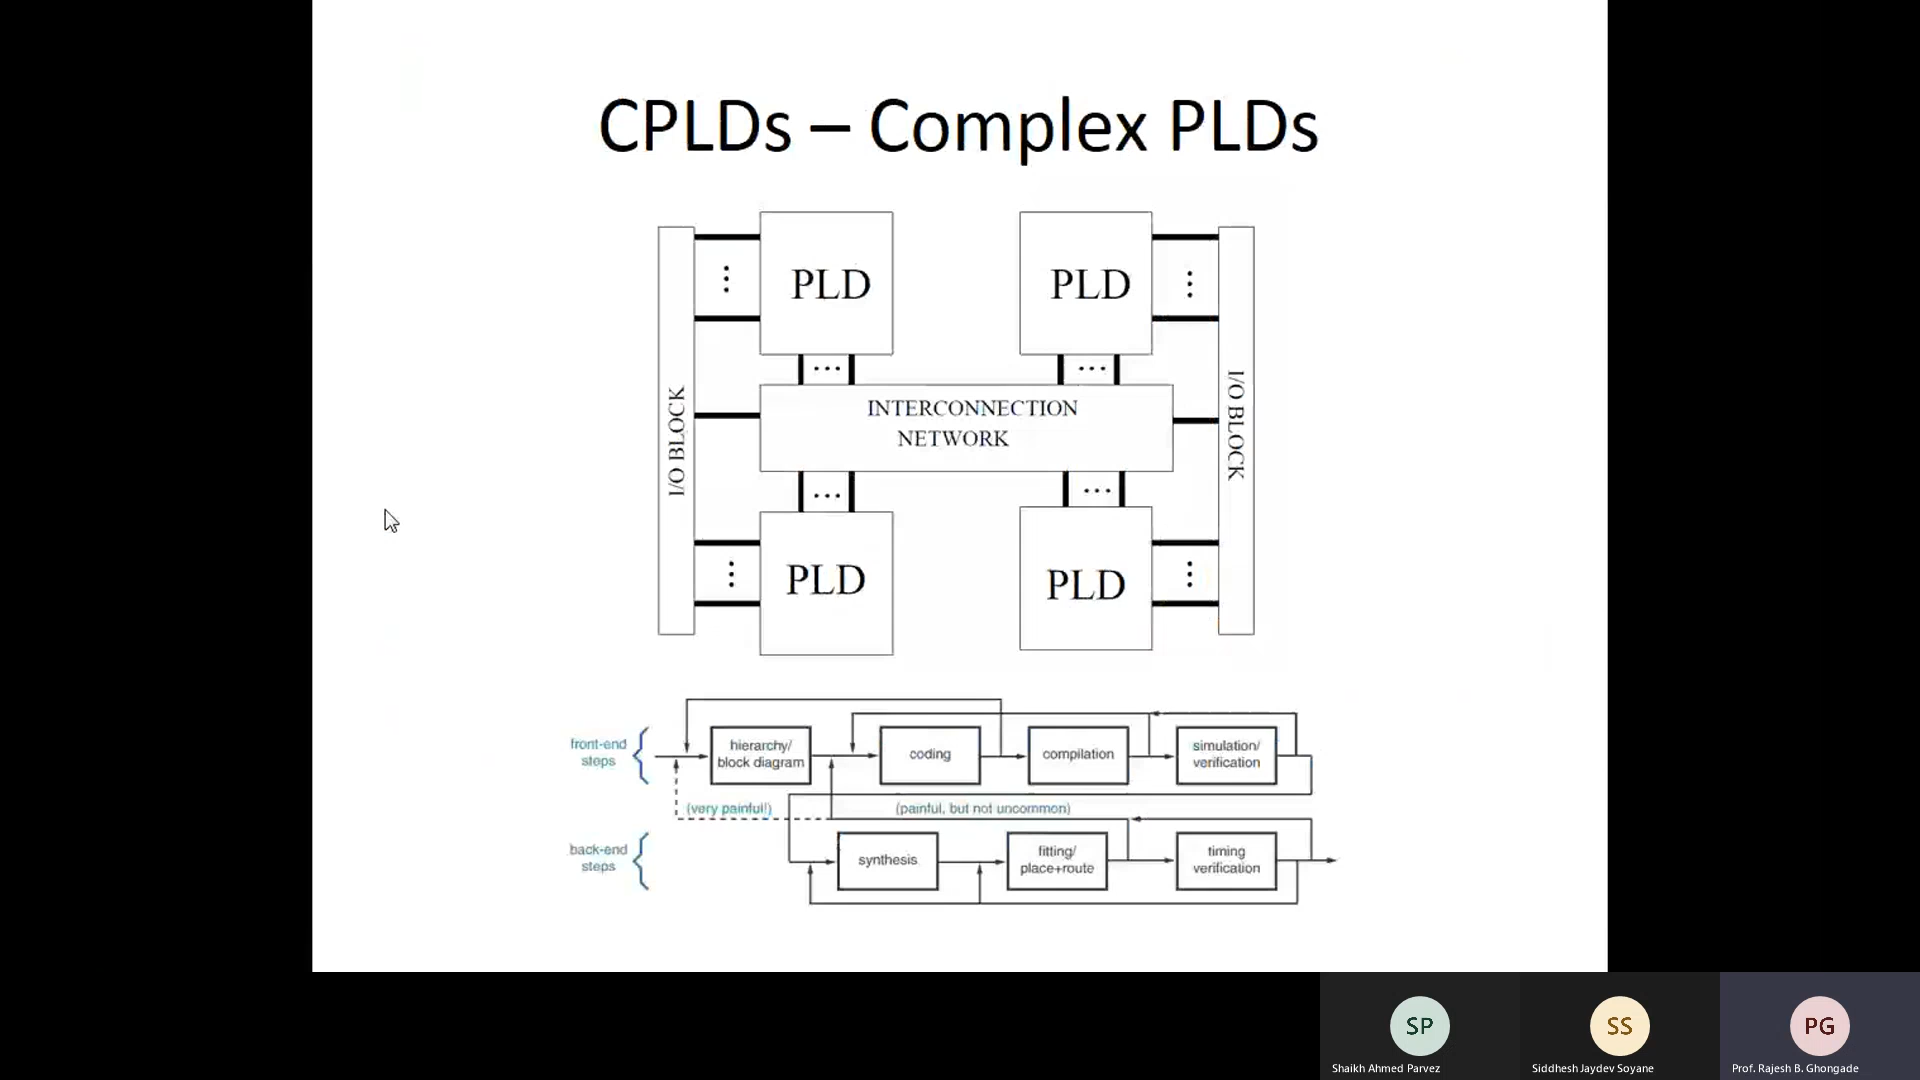 CPLDs – Complex PLDs
PLD
PLD
I/O BLOCK
INTERCONNECTION
NETWORK
I/O BLOCK
PLD
PLD
front-end
steps
hierarchy/
block diagram
coding
compilation
simulation/
verification
(very painful!)
(painful, but not uncommon)
back-end
steps
synthesis
fitting/
place+route
timing
verification
SP
SS
PG
Shaikh Ahmed Parvez
Siddhesh Jaydev Soyane
Prof. Rajesh B. Ghongade